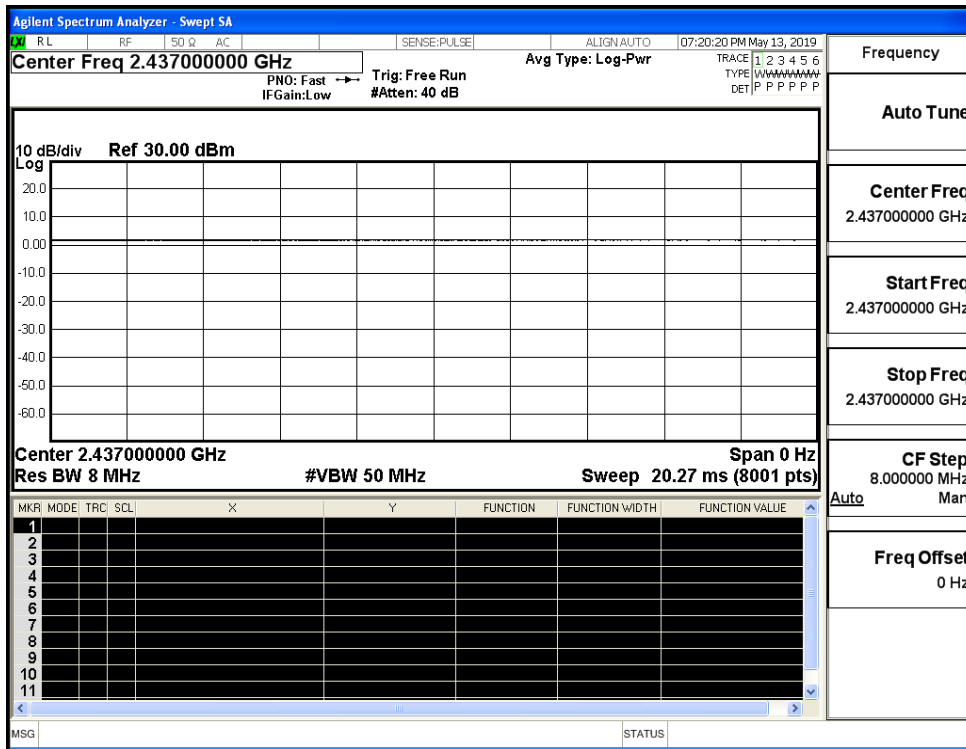 Agilent Spectrum Analyzer - Swept SA
LXI RL RF 50 Ω AC SENSE:PULSE ALIGN AUTO 07:20:20 PM May 13, 2019
Center Freq 2.437000000 GHz
PNO: Fast
IFGain:Low
Trig: Free Run
#Atten: 40 dB
Avg Type: Log-Pwr
TRACE 1 2 3 4 5 6
TYPE WWWWWW
DET P P P P P P
10 dB/div Ref 30.00 dBm
Log
20.0
10.0
0.00
-10.0
-20.0
-30.0
-40.0
-50.0
-60.0
Center 2.437000000 GHz Span 0 Hz
Res BW 8 MHz #VBW 50 MHz Sweep 20.27 ms (8001 pts)
MKR MODE TRC SCL X Y FUNCTION FUNCTION WIDTH FUNCTION VALUE
1
2
3
4
5
6
7
8
9
10
11
MSG STATUS
Frequency
Auto Tune
Center Freq
2.437000000 GHz
Start Freq
2.437000000 GHz
Stop Freq
2.437000000 GHz
CF Step
8.000000 MHz
Auto Man
Freq Offset
0 Hz